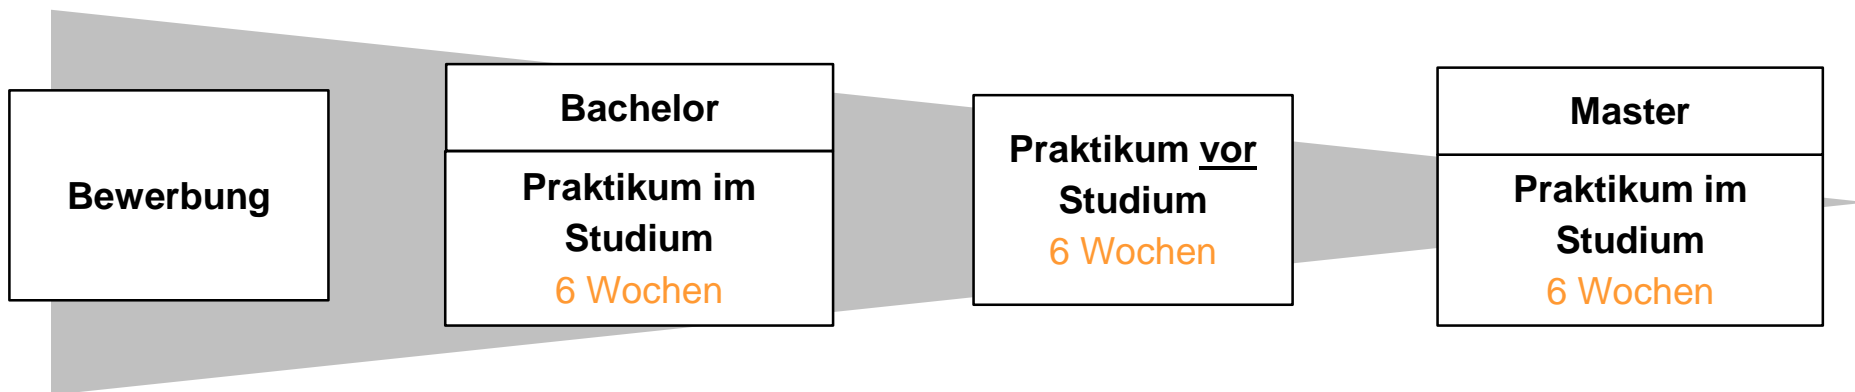 Bewerbung
Bachelor
Praktikum im
Studium
6 Wochen
Praktikum vor
Studium
6 Wochen
Master
Praktikum im
Studium
6 Wochen